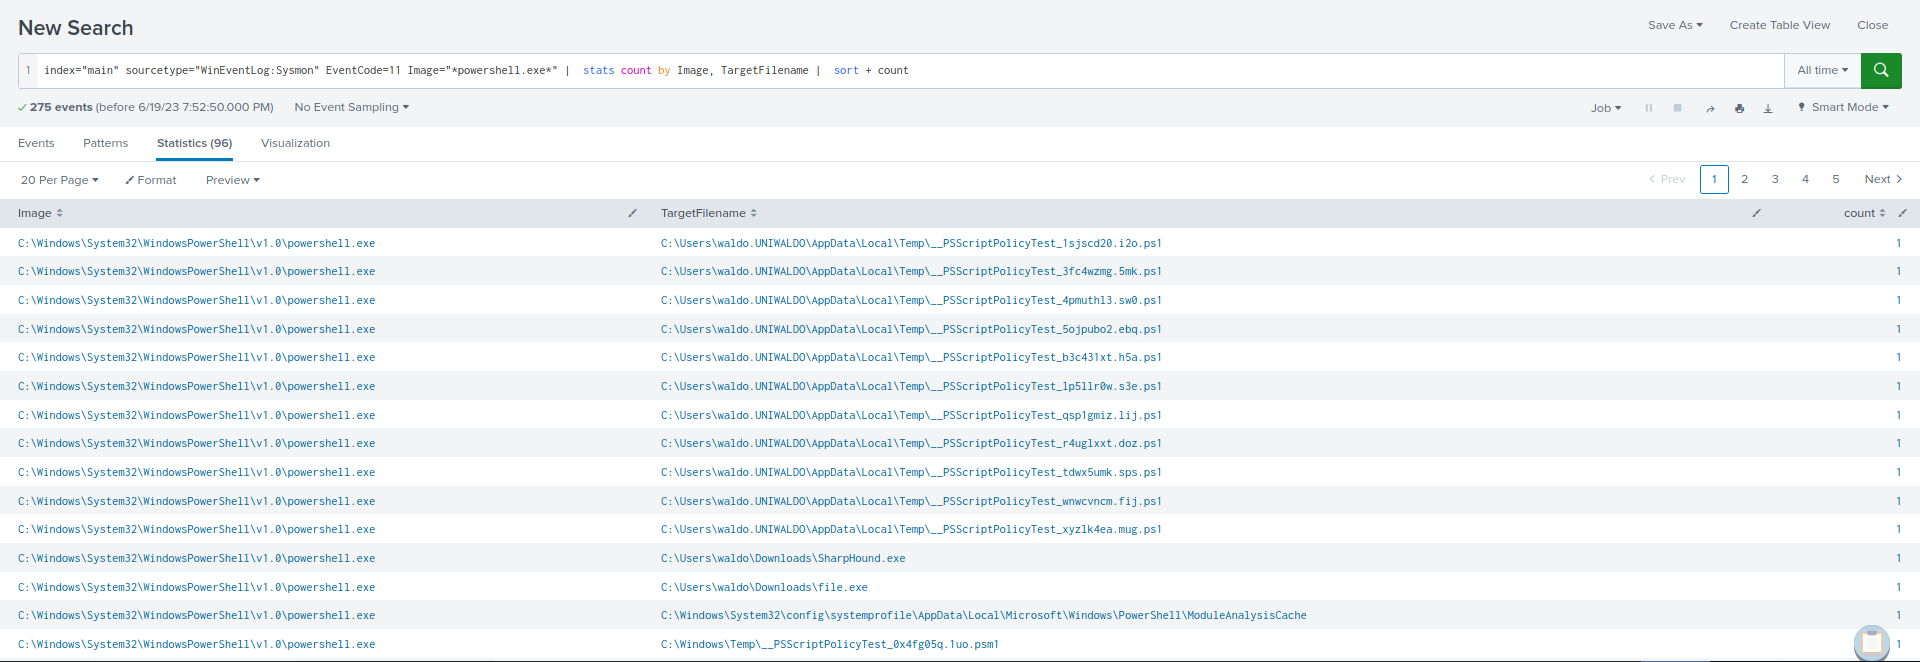 New Search
Save As Create Table View Close
1 index="main" sourcetype="WinEventLog:Sysmon" EventCode=11 Image="*powershell.exe*" | stats count by Image, TargetFilename | sort + count
All time
275 events (before 6/19/23 7:52:50.000 PM) No Event Sampling
Job Smart Mode
Events Patterns Statistics (96) Visualization
20 Per Page Format Preview
Prev 1 2 3 4 5 Next
Image TargetFilename count
C:\Windows\System32\WindowsPowerShell\v1.0\powershell.exe C:\Users\waldo.UNIWALDO\AppData\Local\Temp\__PSScriptPolicyTest_1sjscd20.i2o.ps1 1
C:\Windows\System32\WindowsPowerShell\v1.0\powershell.exe C:\Users\waldo.UNIWALDO\AppData\Local\Temp\__PSScriptPolicyTest_3fc4wzmg.5mk.ps1 1
C:\Windows\System32\WindowsPowerShell\v1.0\powershell.exe C:\Users\waldo.UNIWALDO\AppData\Local\Temp\__PSScriptPolicyTest_4pmuthl3.sw0.ps1 1
C:\Windows\System32\WindowsPowerShell\v1.0\powershell.exe C:\Users\waldo.UNIWALDO\AppData\Local\Temp\__PSScriptPolicyTest_5ojpubo2.ebq.ps1 1
C:\Windows\System32\WindowsPowerShell\v1.0\powershell.exe C:\Users\waldo.UNIWALDO\AppData\Local\Temp\__PSScriptPolicyTest_b3c431xt.h5a.ps1 1
C:\Windows\System32\WindowsPowerShell\v1.0\powershell.exe C:\Users\waldo.UNIWALDO\AppData\Local\Temp\__PSScriptPolicyTest_lp5llr0w.s3e.ps1 1
C:\Windows\System32\WindowsPowerShell\v1.0\powershell.exe C:\Users\waldo.UNIWALDO\AppData\Local\Temp\__PSScriptPolicyTest_qsp1gmiz.lij.ps1 1
C:\Windows\System32\WindowsPowerShell\v1.0\powershell.exe C:\Users\waldo.UNIWALDO\AppData\Local\Temp\__PSScriptPolicyTest_r4uglxxt.doz.ps1 1
C:\Windows\System32\WindowsPowerShell\v1.0\powershell.exe C:\Users\waldo.UNIWALDO\AppData\Local\Temp\__PSScriptPolicyTest_tdwx5umk.sps.ps1 1
C:\Windows\System32\WindowsPowerShell\v1.0\powershell.exe C:\Users\waldo.UNIWALDO\AppData\Local\Temp\__PSScriptPolicyTest_wnwcvncm.fij.ps1 1
C:\Windows\System32\WindowsPowerShell\v1.0\powershell.exe C:\Users\waldo.UNIWALDO\AppData\Local\Temp\__PSScriptPolicyTest_xyzlk4ea.mug.ps1 1
C:\Windows\System32\WindowsPowerShell\v1.0\powershell.exe C:\Users\waldo\Downloads\SharpHound.exe 1
C:\Windows\System32\WindowsPowerShell\v1.0\powershell.exe C:\Users\waldo\Downloads\file.exe 1
C:\Windows\System32\WindowsPowerShell\v1.0\powershell.exe C:\Windows\System32\config\systemprofile\AppData\Local\Microsoft\Windows\PowerShell\ModuleAnalysisCache 1
C:\Windows\System32\WindowsPowerShell\v1.0\powershell.exe C:\Windows\Temp\__PSScriptPolicyTest_0x4fg05q.1uo.psm1 1